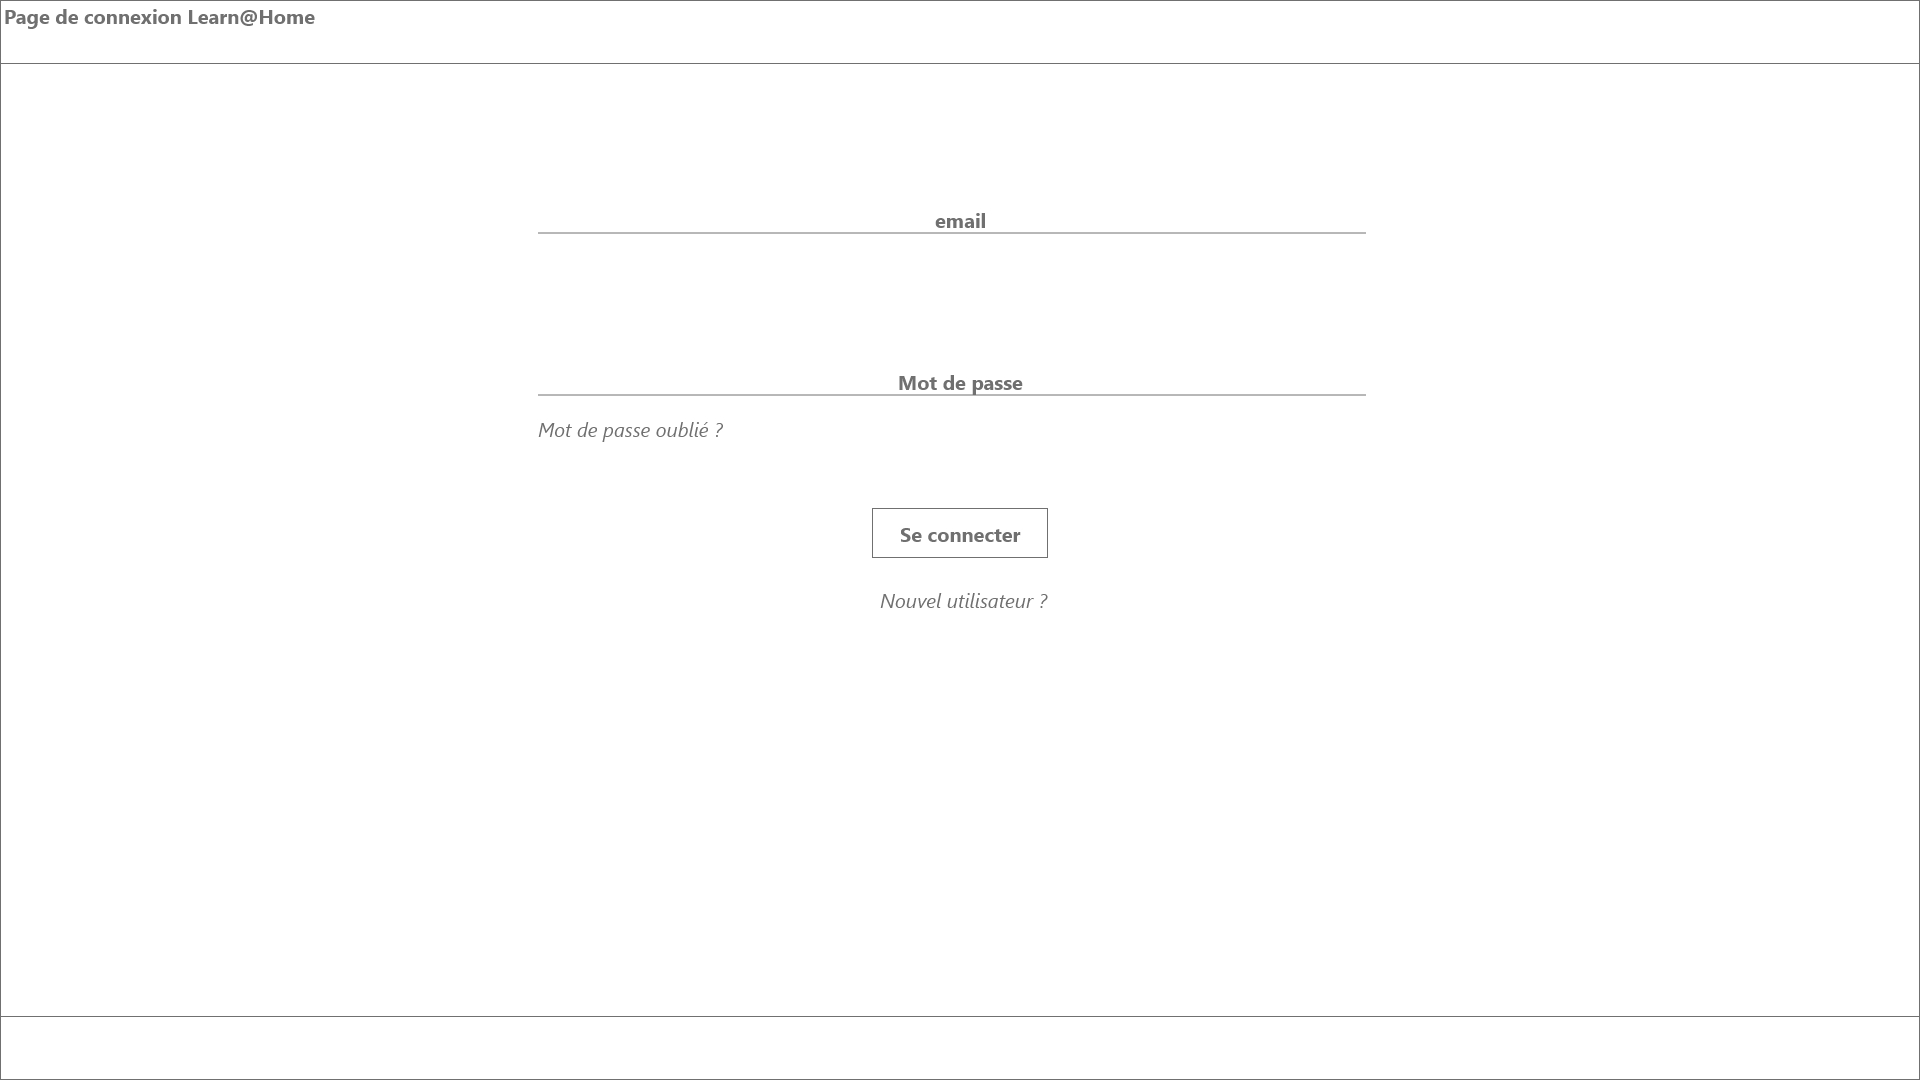 Page de connexion Learn@Home
email
Mot de passe
Mot de passe oublié ?
Se connecter
Nouvel utilisateur ?